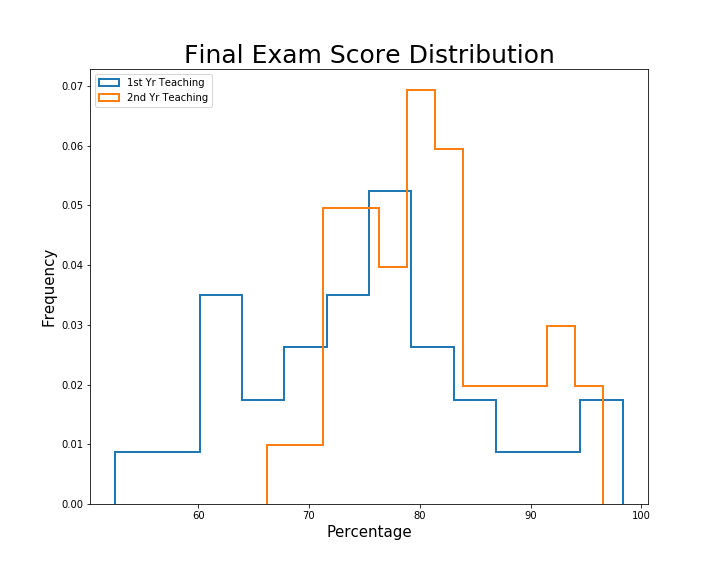 Final Exam Score Distribution
1st Yr Teaching
2nd Yr Teaching
0.07
0.06
0.05
0.04
0.03
0.02
0.01
0.00
Frequency
60 70 80 90 100
Percentage